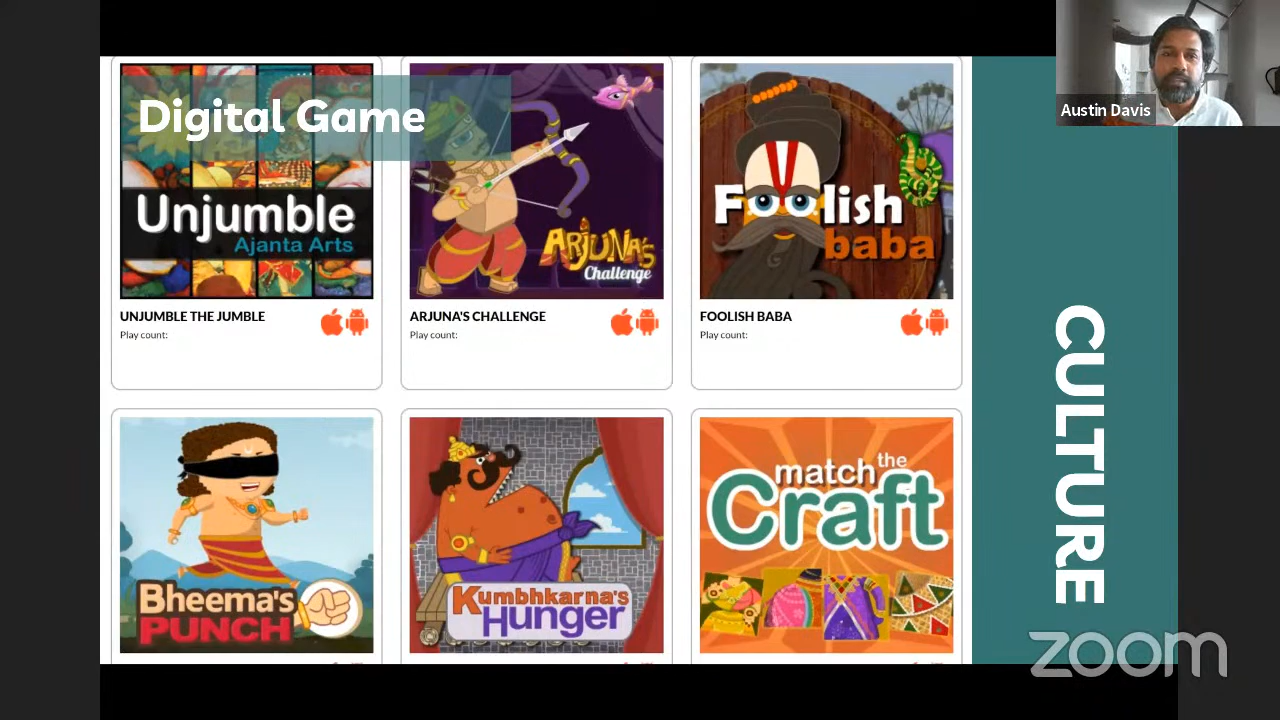 Digital Game
Unjumble
Ajanta Arts
UNJUMBLE THE JUMBLE
Play count:
ARJUNA'S
Challenge
ARJUNA'S CHALLENGE
Play count:
Foolish
baba
FOOLISH BABA
Play count:
Bheema's
PUNCH
Kumbhkarna's
Hunger
match the
Craft
CULTURE
Austin Davis
zoom